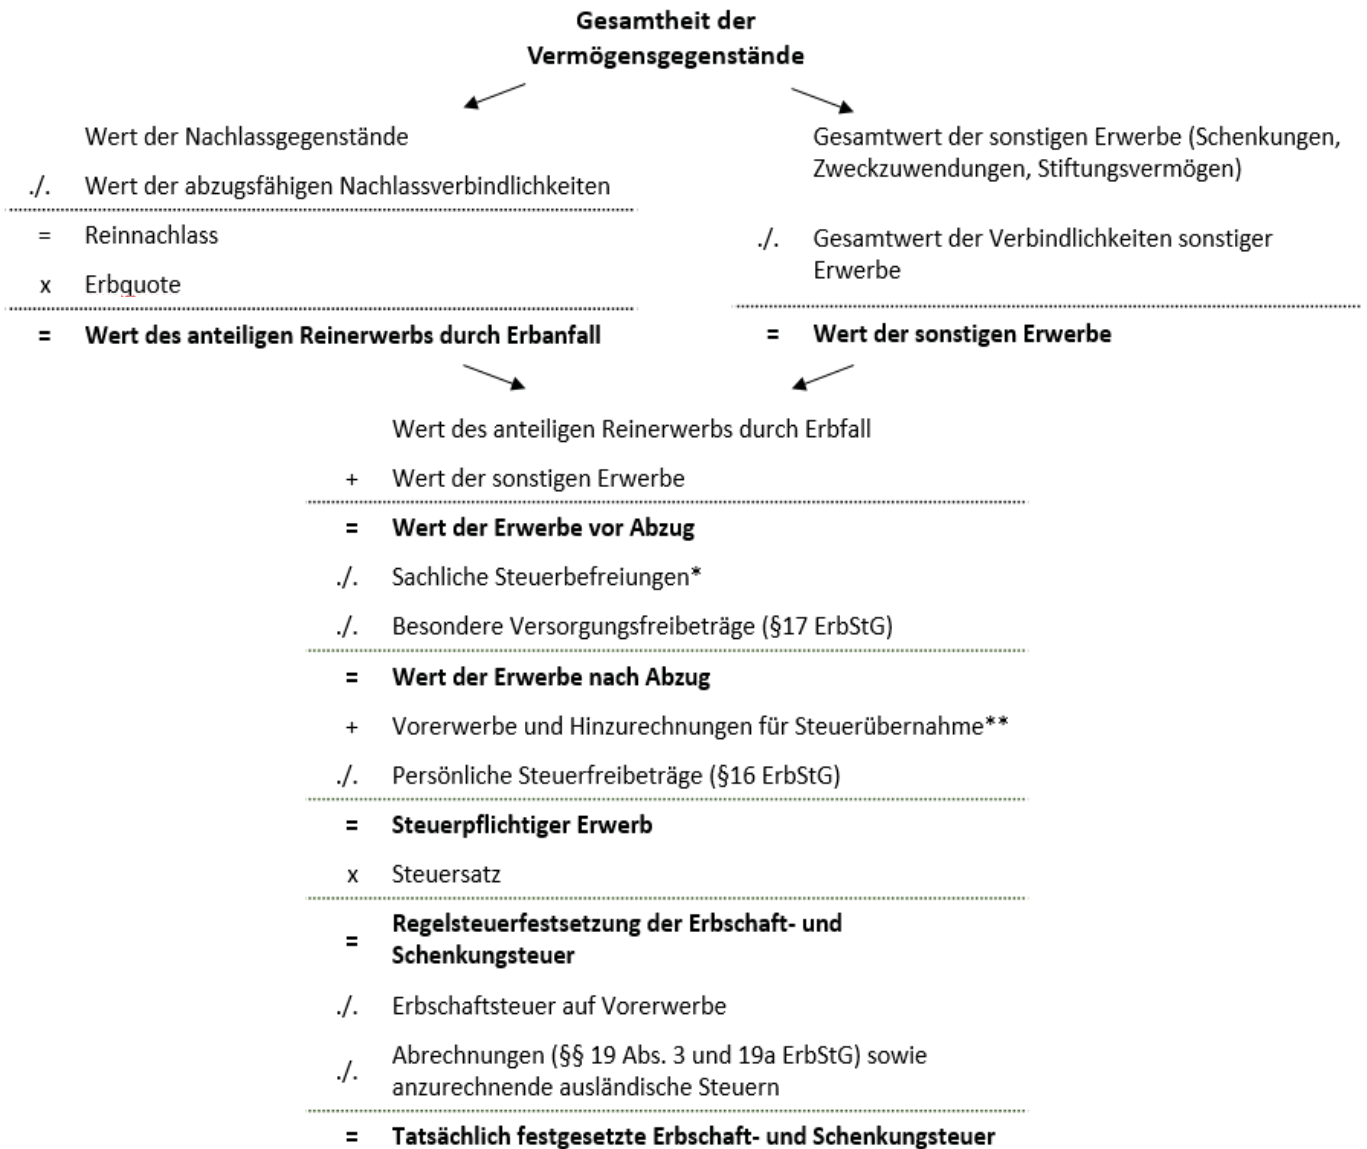 Gesamtheit der
Vermögensgegenstände
Wert der Nachlassgegenstände
./. Wert der abzugsfähigen Nachlassverbindlichkeiten
= Reinnachlass
x Erbquote
= Wert des anteiligen Reinerwerbs durch Erbanfall
Gesamtwert der sonstigen Erwerbe (Schenkungen,
Zweckzuwendungen, Stiftungsvermögen)
./. Gesamtwert der Verbindlichkeiten sonstiger
Erwerbe
= Wert der sonstigen Erwerbe
Wert des anteiligen Reinerwerbs durch Erbfall
+ Wert der sonstigen Erwerbe
= Wert der Erwerbe vor Abzug
./. Sachliche Steuerbefreiungen*
./. Besondere Versorgungsfreibeträge (§17 ErbStG)
= Wert der Erwerbe nach Abzug
+ Vorerwerbe und Hinzurechnungen für Steuerübernahme**
./. Persönliche Steuerfreibeträge (§16 ErbStG)
= Steuerpflichtiger Erwerb
x Steuersatz
= Regelsteuerfestsetzung der Erbschaft- und
Schenkungsteuer
./. Erbschaftsteuer auf Vorerwerbe
./. Abrechnungen (§§ 19 Abs. 3 und 19a ErbStG) sowie
anzurechnende ausländische Steuern
= Tatsächlich festgesetzte Erbschaft- und Schenkungsteuer